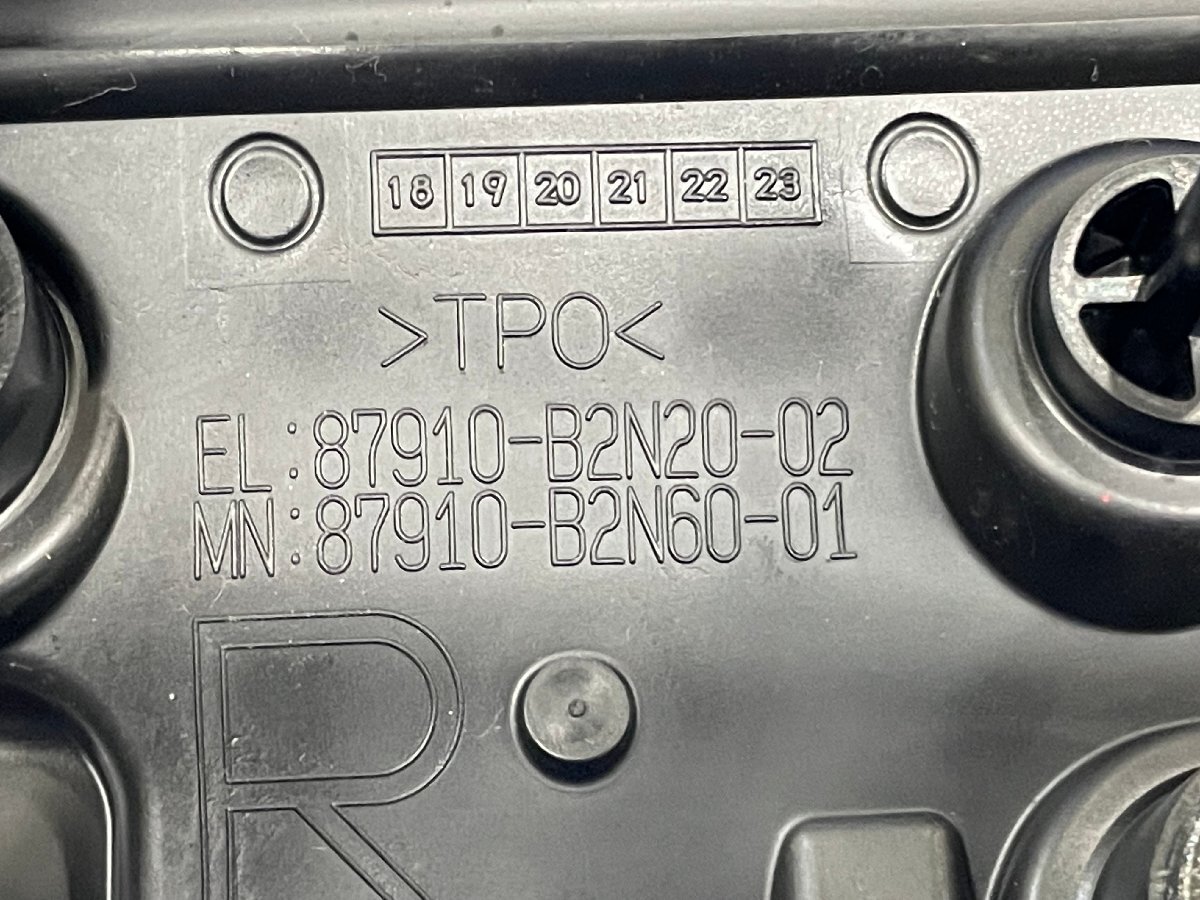 18 19 20 21 22 23
>TPO<
EL:87910-B2N20-02
MN:87910-B2N60-01
R